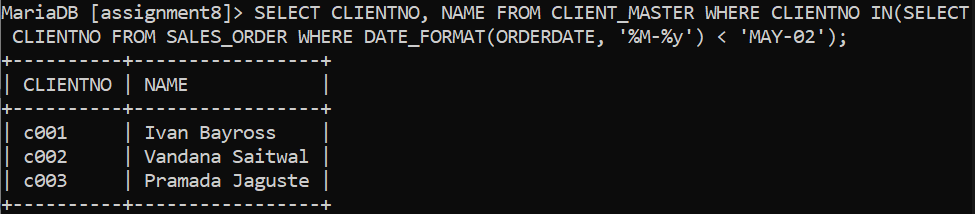 MariaDB [assignment8]> SELECT CLIENTNO, NAME FROM CLIENT_MASTER WHERE CLIENTNO IN(SELECT
 CLIENTNO FROM SALES_ORDER WHERE DATE_FORMAT(ORDERDATE, '%M-%y') < 'MAY-02');
+----------+-----------------+
| CLIENTNO | NAME            |
+----------+-----------------+
| c001     | Ivan Bayross    |
| c002     | Vandana Saitwal |
| c003     | Pramada Jaguste |
+----------+-----------------+